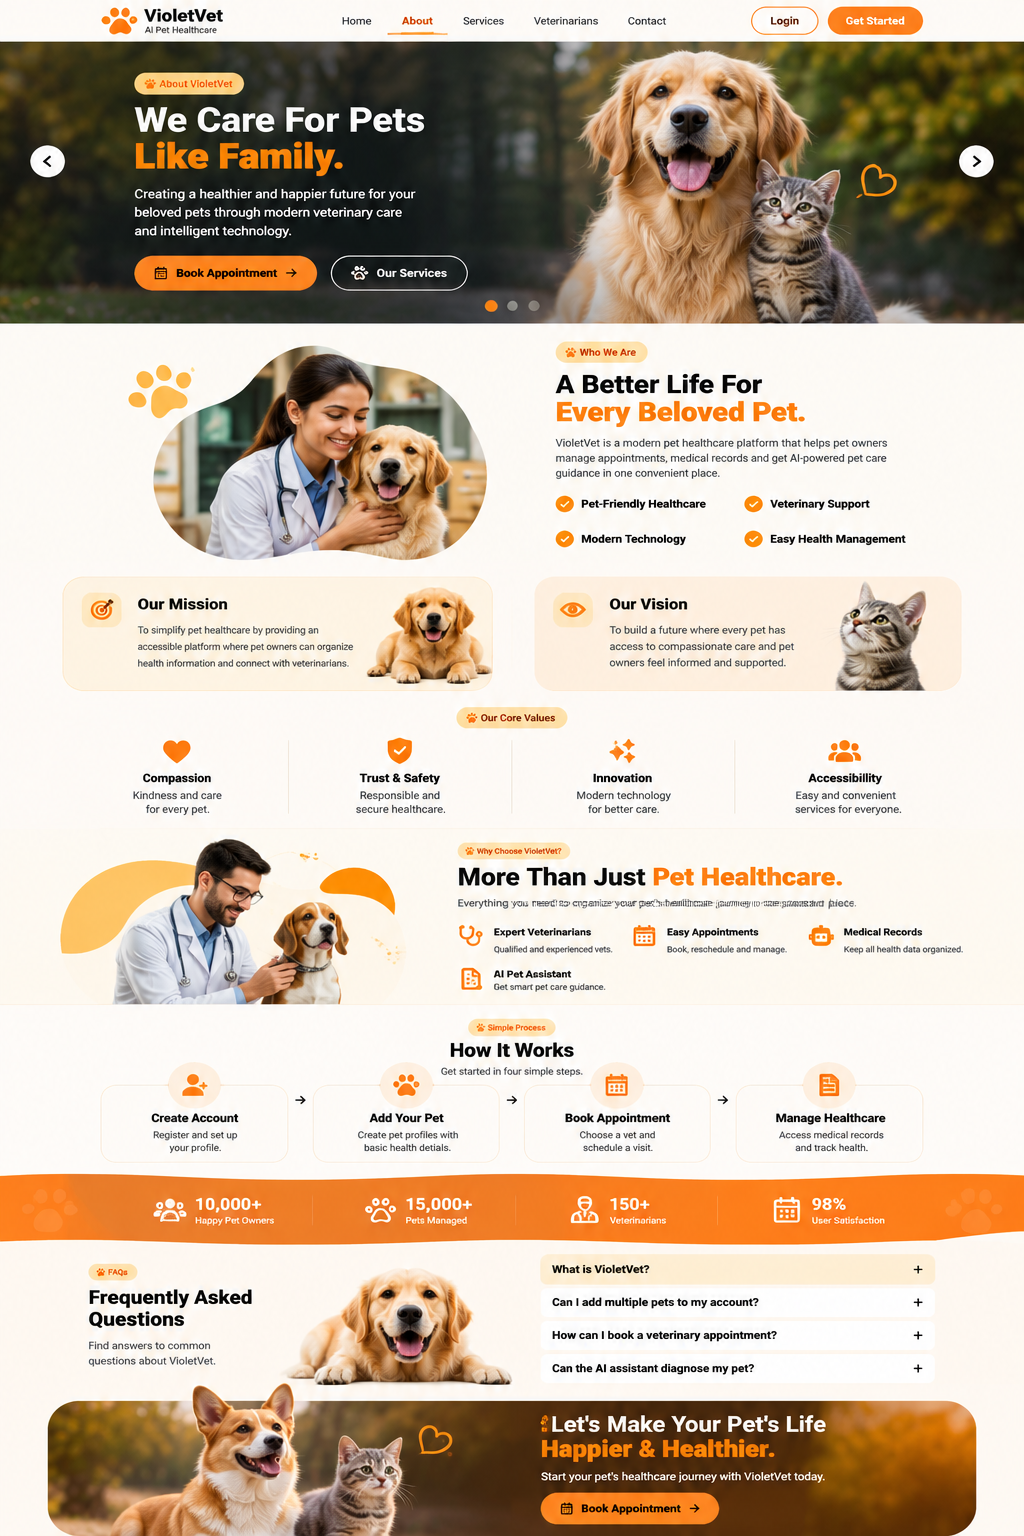 VioletVet
AI Pet Healthcare
Home
About
Services
Veterinarians
Contact
Login
Get Started
About VioletVet
We Care For Pets
Like Family.
Creating a healthier and happier future for your
beloved pets through modern veterinary care
and intelligent technology.
Book Appointment
Our Services
Who We Are
A Better Life For
Every Beloved Pet.
VioletVet is a modern pet healthcare platform that helps pet owners
manage appointments, medical records and get AI-powered pet care
guidance in one convenient place.
Pet-Friendly Healthcare
Veterinary Support
Modern Technology
Easy Health Management
Our Mission
To simplify pet healthcare by providing an
accessible platform where pet owners can organize
health information and connect with veterinarians.
Our Vision
To build a future where every pet has
access to compassionate care and pet
owners feel informed and supported.
Our Core Values
Compassion
Kindness and care
for every pet.
Trust & Safety
Responsible and
secure healthcare.
Innovation
Modern technology
for better care.
Accessibillity
Easy and convenient
services for everyone.
Why Choose VioletVet?
More Than Just Pet Healthcare.
Everything you need to organize your pet's healthcare journey
Expert Veterinarians
Qualified and experienced vets.
Easy Appointments
Book, reschedule and manage.
Medical Records
Keep all health data organized.
AI Pet Assistant
Get smart pet care guidance.
Simple Process
How It Works
Get started in four simple steps.
Create Account
Register and set up
your profile.
Add Your Pet
Create pet profiles with
basic health detials.
Book Appointment
Choose a vet and
schedule a visit.
Manage Healthcare
Access medical records
and track health.
10,000+
Happy Pet Owners
15,000+
Pets Managed
150+
Veterinarians
98%
User Satisfaction
FAQs
Frequently Asked
Questions
Find answers to common
questions about VioletVet.
What is VioletVet?
Can I add multiple pets to my account?
How can I book a veterinary appointment?
Can the AI assistant diagnose my pet?
Let's Make Your Pet's Life
Happier & Healthier.
Start your pet's healthcare journey with VioletVet today.
Book Appointment